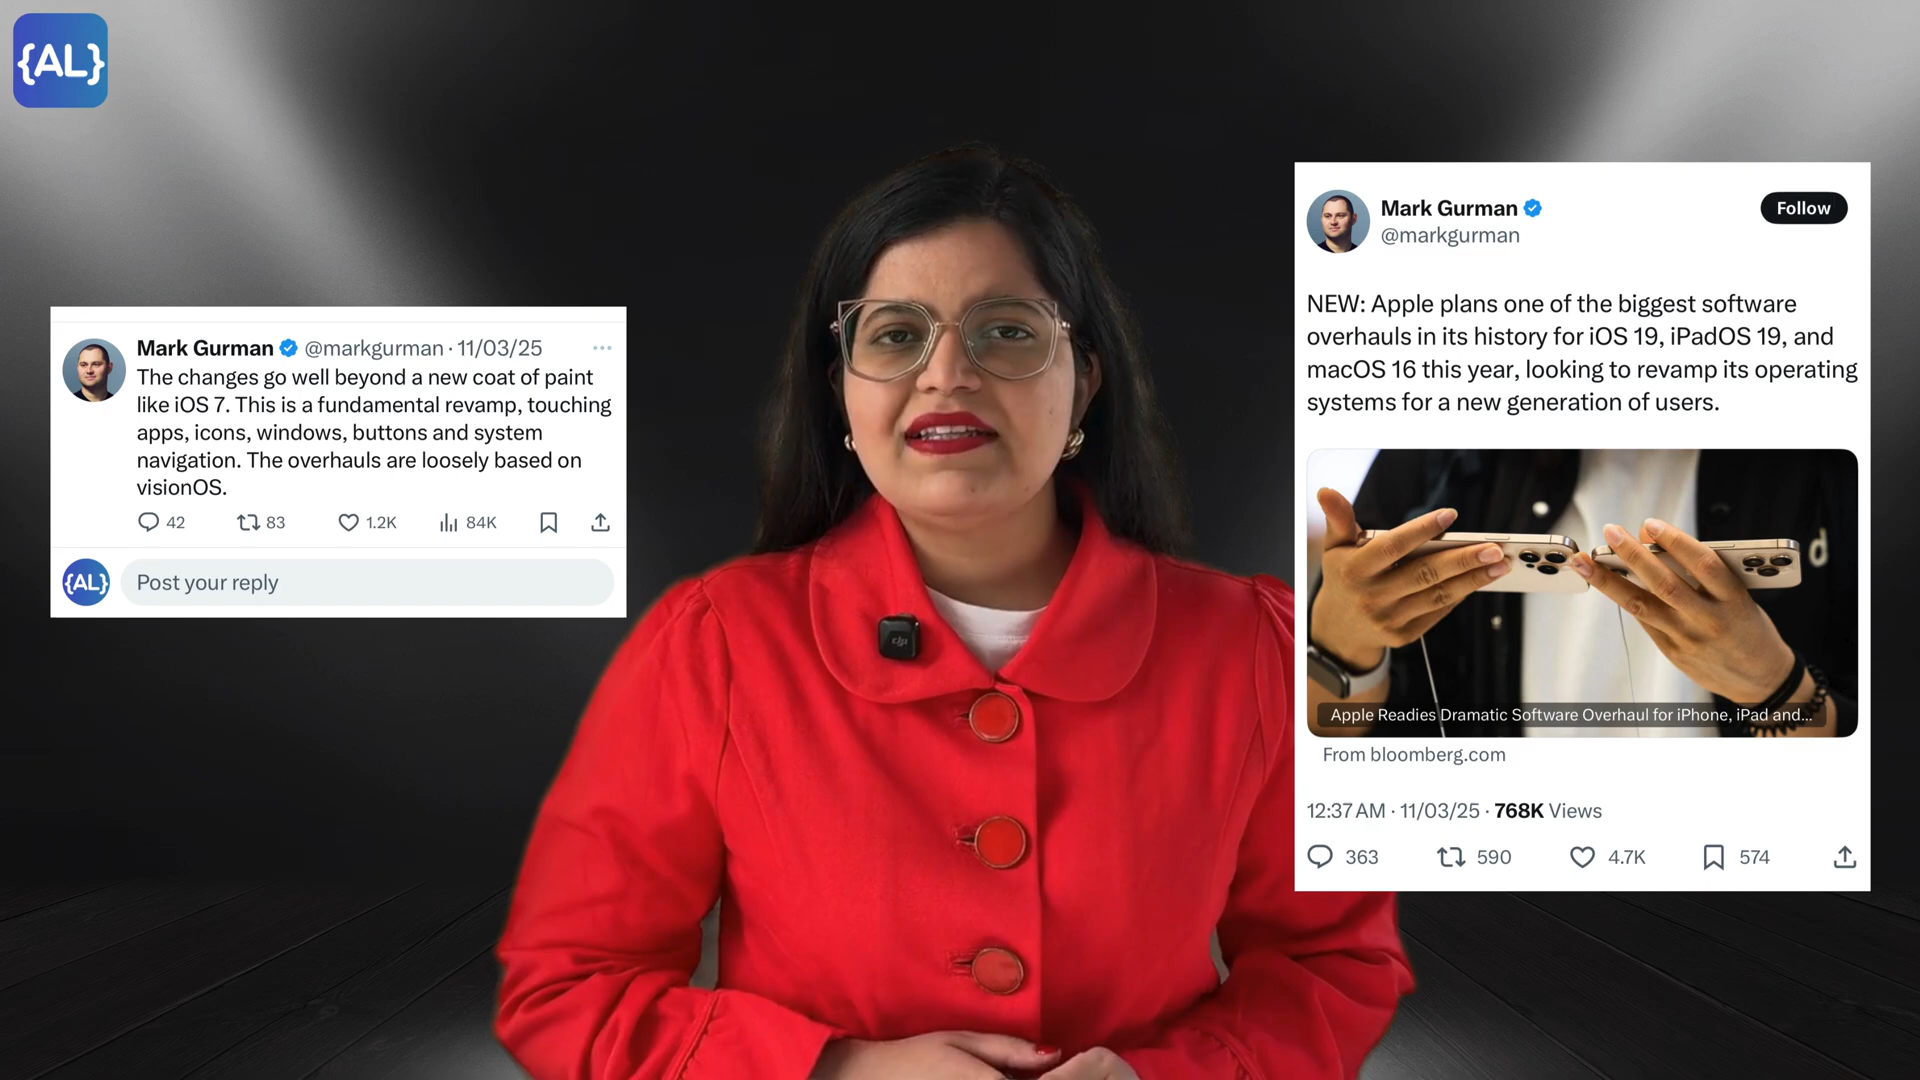 {AL}
Mark Gurman @markgurman · 11/03/25
The changes go well beyond a new coat of paint
like iOS 7. This is a fundamental revamp, touching
apps, icons, windows, buttons and system
navigation. The overhauls are loosely based on
visionOS.
42 83 1.2K 84K
{AL} Post your reply
dji
Mark Gurman
Follow
@markgurman
NEW: Apple plans one of the biggest software
overhauls in its history for iOS 19, iPadOS 19, and
macOS 16 this year, looking to revamp its operating
systems for a new generation of users.
Apple Readies Dramatic Software Overhaul for iPhone, iPad and...
From bloomberg.com
12:37 AM · 11/03/25 · 768K Views
363 590 4.7K 574